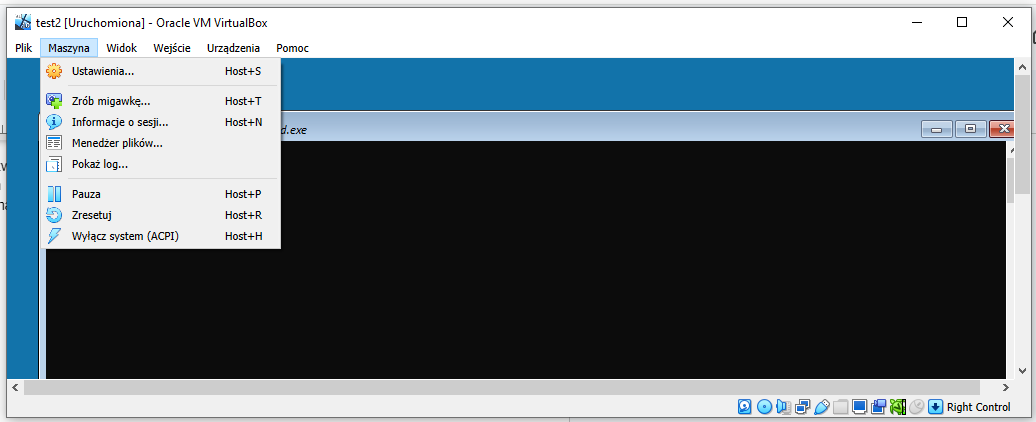 test2 [Uruchomiona] - Oracle VM VirtualBox
Plik Maszyna Widok Wejście Urządzenia Pomoc
Ustawienia... Host+S
Zrób migawkę... Host+T
Informacje o sesji... Host+N
d.exe
Menedżer plików...
Pokaż log...
Pauza Host+P
Zresetuj Host+R
Wyłącz system (ACPI) Host+H
Right Control